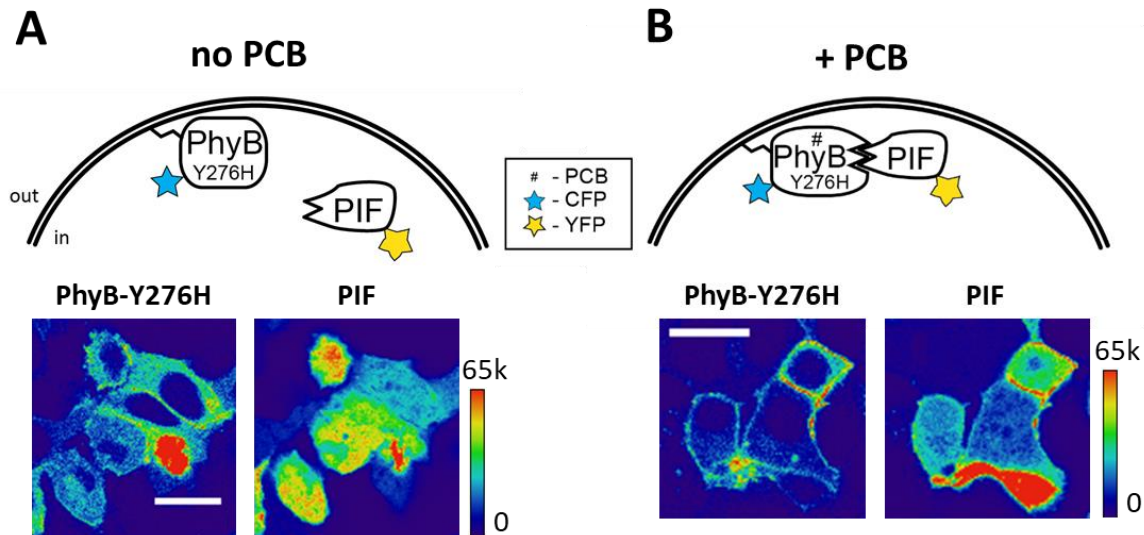 A
no PCB
PhyB
Y276H
PIF
out
in
# - PCB
- CFP
- YFP
B
+ PCB
#
PhyB
Y276H
PIF
PhyB-Y276H
PIF
65k
0
PhyB-Y276H
PIF
65k
0